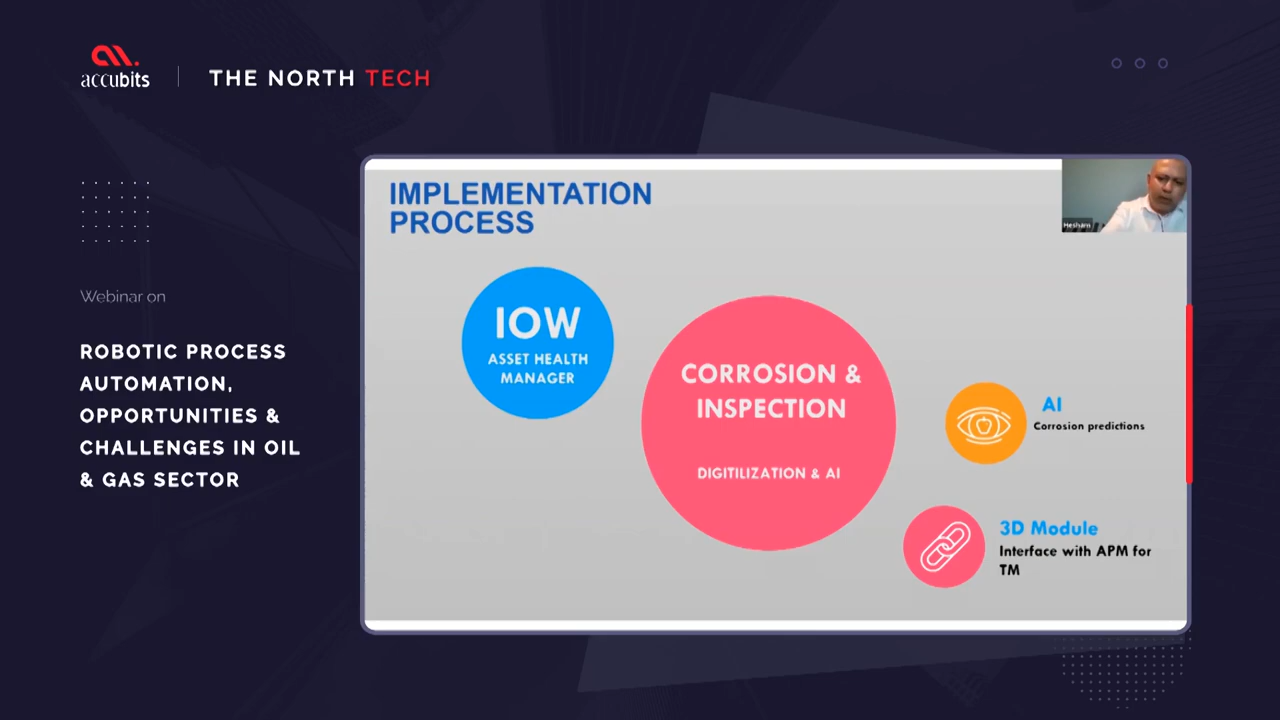 accubits
THE NORTH TECH
Webinar on
ROBOTIC PROCESS
AUTOMATION,
OPPORTUNITIES &
CHALLENGES IN OIL
& GAS SECTOR
IMPLEMENTATION
PROCESS
Hesham
IOW
ASSET HEALTH
MANAGER
CORROSION &
INSPECTION
DIGITILIZATION & AI
AI
Corrosion predictions
3D Module
Interface with APM for
TM